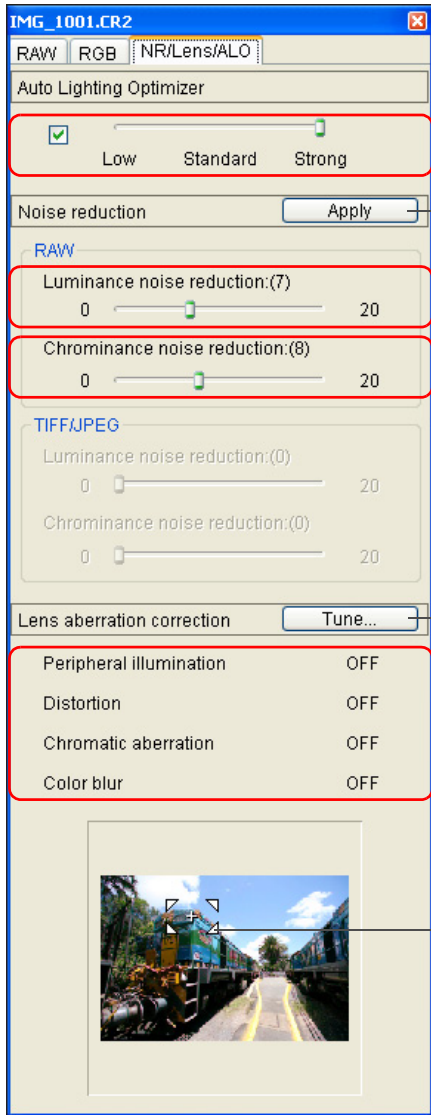 IMG_1001.CR2
RAW RGB NR/Lens/ALO
Auto Lighting Optimizer
Low Standard Strong
Noise reduction Apply
RAW
Luminance noise reduction:(7)
0 20
Chrominance noise reduction:(8)
0 20
TIFF/JPEG
Luminance noise reduction:(0)
0 20
Chrominance noise reduction:(0)
0 20
Lens aberration correction Tune...
Peripheral illumination OFF
Distortion OFF
Chromatic aberration OFF
Color blur OFF